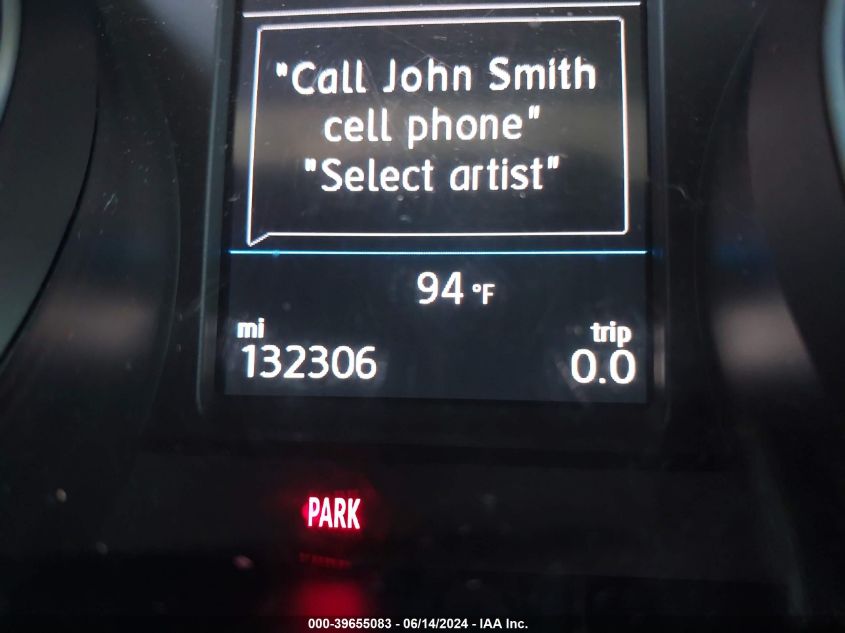 "Call John Smith
cell phone"
"Select artist"
94 °F
mi trip
132306 0.0
PARK
000-39655083 - 06/14/2024 - IAA Inc.